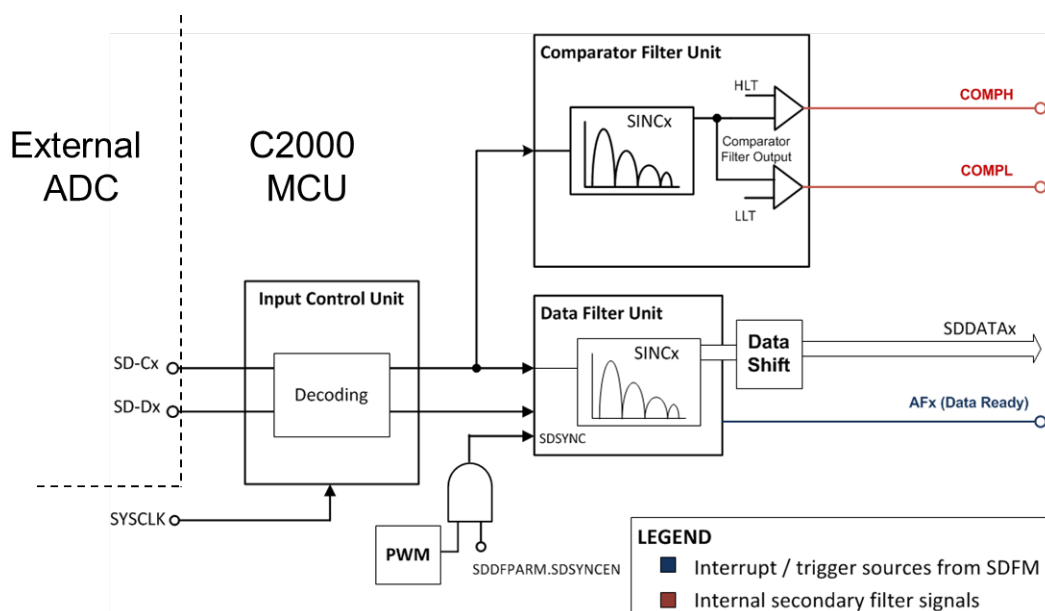 External
ADC
C2000
MCU
Comparator Filter Unit
HLT
SINCx
COMPH
Comparator
Filter Output
COMPL
LLT
Input Control Unit
Data Filter Unit
SD-Cx
SINCx
Data
Shift
SDDATAx
Decoding
SD-Dx
AFx (Data Ready)
SDSYNC
SYSCLK
PWM
SDDFPARM.SDSYNCEN
LEGEND
Interrupt / trigger sources from SDFM
Internal secondary filter signals